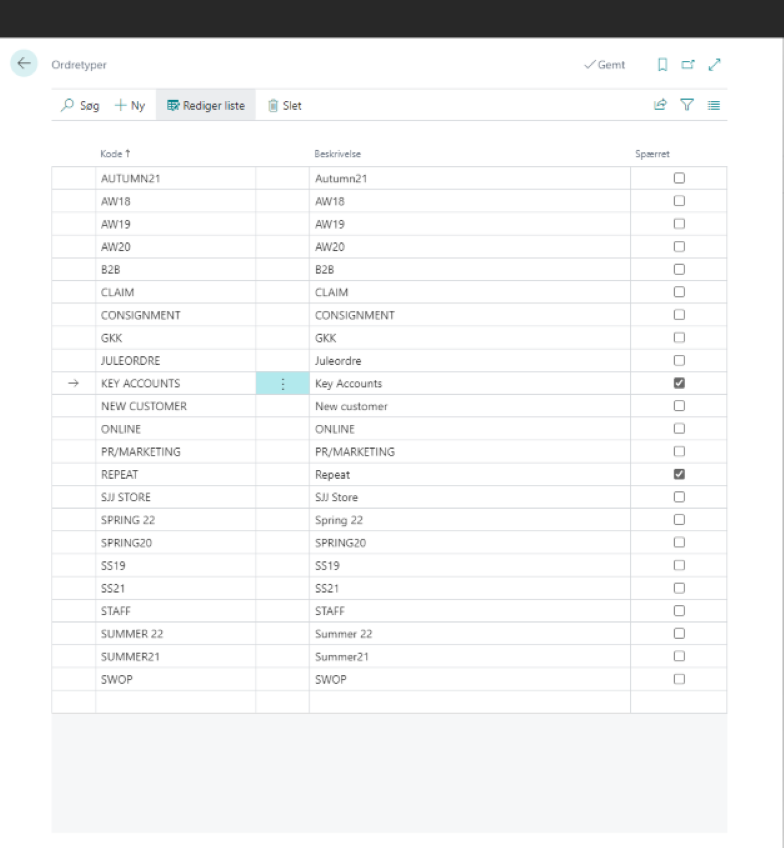 Ordretyper
Gemt
Søg Ny Rediger liste Slet
Kode ↑ Beskrivelse Spærret
AUTUMN21 Autumn21
AW18 AW18
AW19 AW19
AW20 AW20
B2B B2B
CLAIM CLAIM
CONSIGNMENT CONSIGNMENT
GKK GKK
JULEORDRE Juleordre
KEY ACCOUNTS Key Accounts
NEW CUSTOMER New customer
ONLINE ONLINE
PR/MARKETING PR/MARKETING
REPEAT Repeat
SJJ STORE SJJ Store
SPRING 22 Spring 22
SPRING20 SPRING20
SS19 SS19
SS21 SS21
STAFF STAFF
SUMMER 22 Summer 22
SUMMER21 Summer21
SWOP SWOP